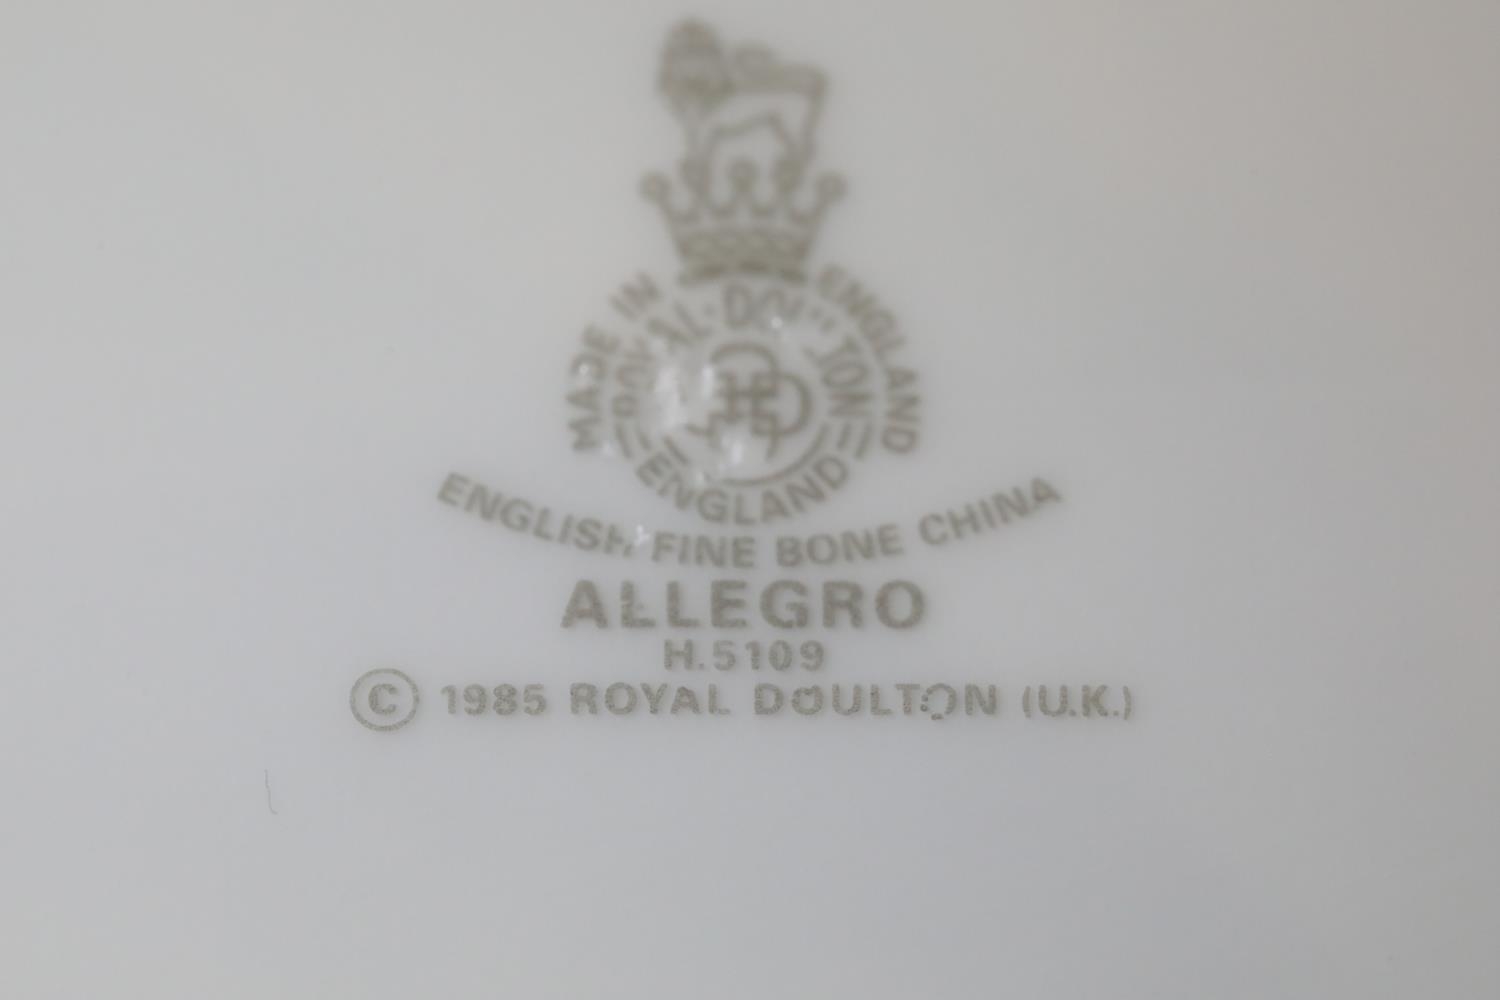 MADE IN ENGLAND
ROYAL · DOULTON
ENGLAND
ENGLISH FINE BONE CHINA
ALLEGRO
H.5109
© 1985 ROYAL DOULTON (U.K.)